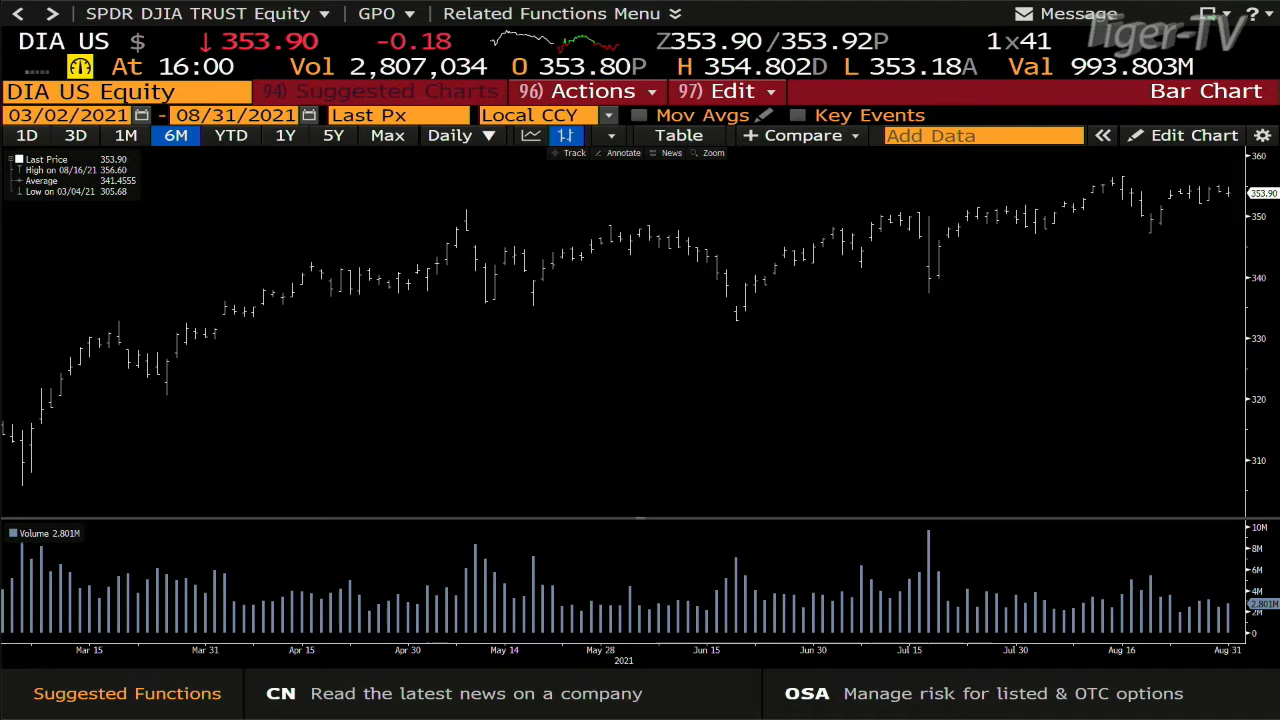 SPDR DJIA TRUST Equity GPO Related Functions Menu Message ?
Tiger-TV
DIA US $ ↓353.90 -0.18 Z353.90/353.92P 1x41
At 16:00 Vol 2,807,034 O 353.80P H 354.802D L 353.18A Val 993.803M
DIA US Equity 94) Suggested Charts 96) Actions 97) Edit Bar Chart
03/02/2021 - 08/31/2021 Last Px Local CCY Mov Avgs Key Events
1D 3D 1M 6M YTD 1Y 5Y Max Daily ▼ Table + Compare Add Data « Edit Chart
Track Annotate News Zoom
Last Price 353.90
High on 08/16/21 356.60
Average 341.4555
Low on 03/04/21 305.68
360
353.90
350
340
330
320
310
Volume 2.801M
10M
8M
6M
4M
2.801M
2M
0
Mar 15 Mar 31 Apr 15 Apr 30 May 14 May 28 Jun 15 Jun 30 Jul 15 Jul 30 Aug 16 Aug 31
2021
Suggested Functions CN Read the latest news on a company OSA Manage risk for listed & OTC options